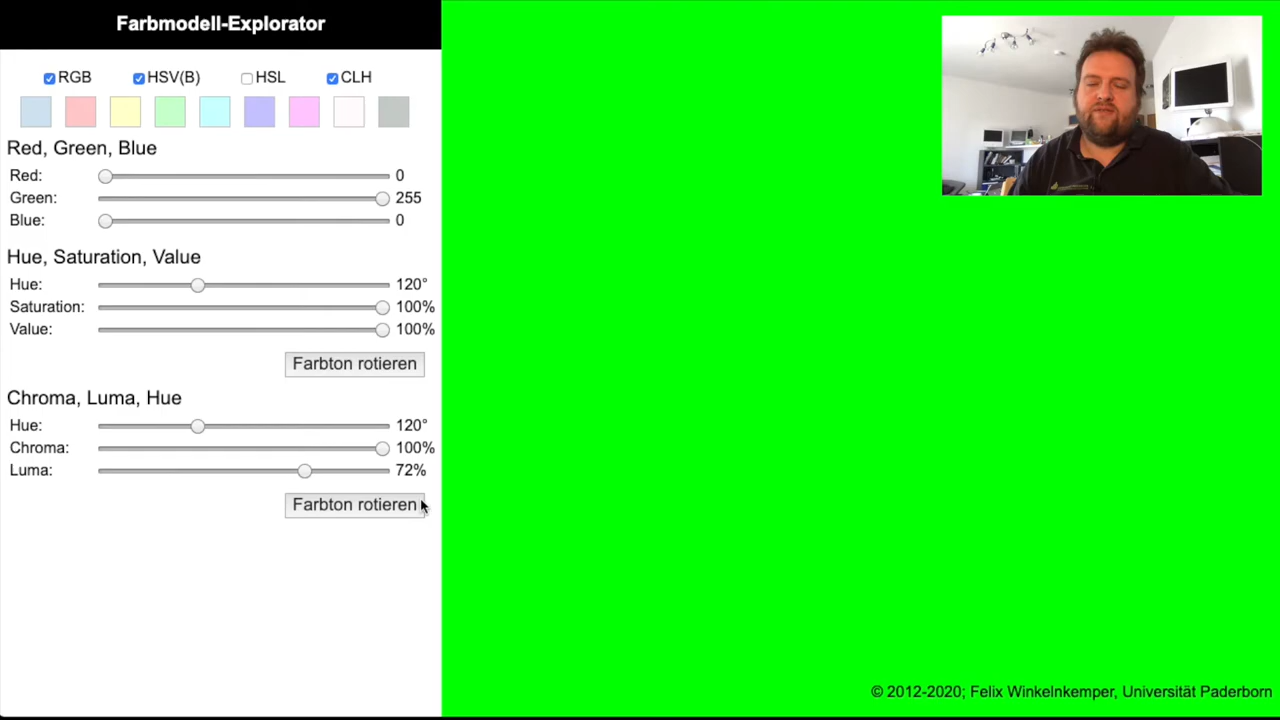 Farbmodell-Explorator
RGB HSV(B) HSL CLH
Red, Green, Blue
Red: 0
Green: 255
Blue: 0
Hue, Saturation, Value
Hue: 120°
Saturation: 100%
Value: 100%
Farbton rotieren
Chroma, Luma, Hue
Hue: 120°
Chroma: 100%
Luma: 72%
Farbton rotieren
© 2012-2020; Felix Winkelnkemper, Universität Paderborn